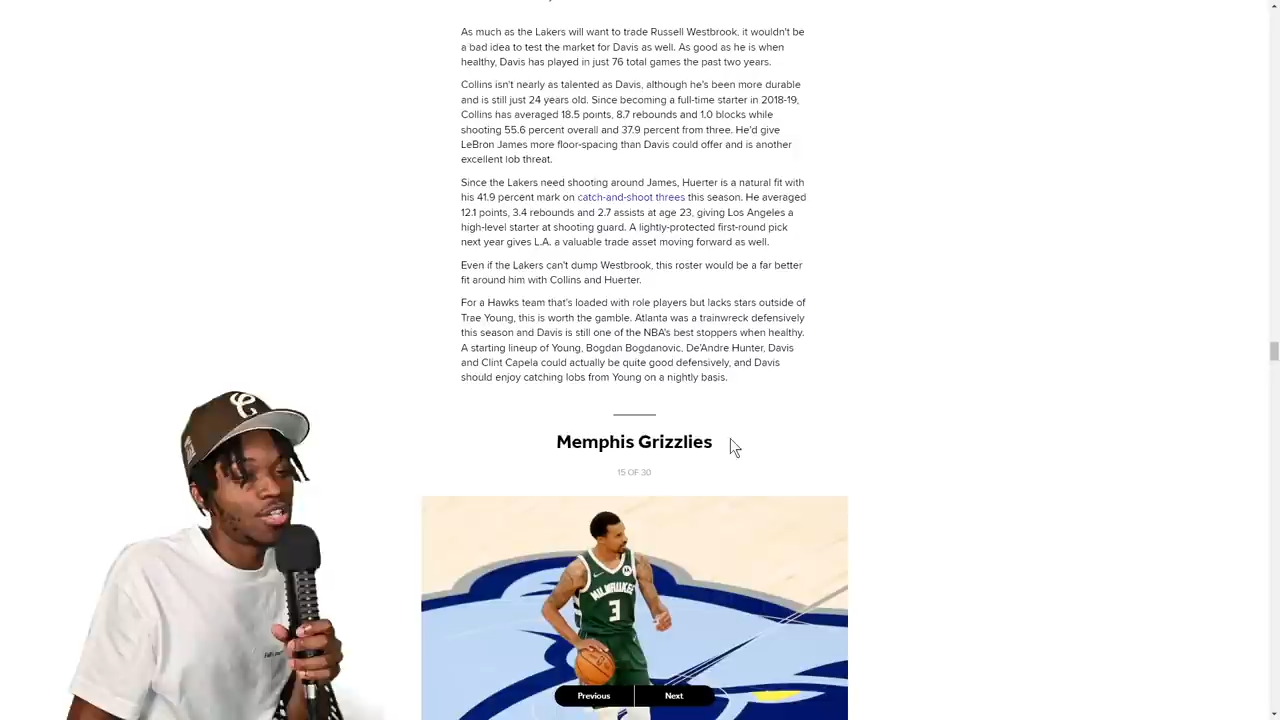 As much as the Lakers will want to trade Russell Westbrook, it wouldn't be
a bad idea to test the market for Davis as well. As good as he is when
healthy, Davis has played in just 76 total games the past two years.
Collins isn't nearly as talented as Davis, although he's been more durable
and is still just 24 years old. Since becoming a full-time starter in 2018-19,
Collins has averaged 18.5 points, 8.7 rebounds and 1.0 blocks while
shooting 55.6 percent overall and 37.9 percent from three. He'd give
LeBron James more floor-spacing than Davis could offer and is another
excellent lob threat.
Since the Lakers need shooting around James, Huerter is a natural fit with
his 41.9 percent mark on catch-and-shoot threes this season. He averaged
12.1 points, 3.4 rebounds and 2.7 assists at age 23, giving Los Angeles a
high-level starter at shooting guard. A lightly-protected first-round pick
next year gives L.A. a valuable trade asset moving forward as well.
Even if the Lakers can't dump Westbrook, this roster would be a far better
fit around him with Collins and Huerter.
For a Hawks team that's loaded with role players but lacks stars outside of
Trae Young, this is worth the gamble. Atlanta was a trainwreck defensively
this season and Davis is still one of the NBA's best stoppers when healthy.
A starting lineup of Young, Bogdan Bogdanovic, De'Andre Hunter, Davis
and Clint Capela could actually be quite good defensively, and Davis
should enjoy catching lobs from Young on a nightly basis.
Memphis Grizzlies
15 OF 30
MILWAUKEE
3
Previous
Next